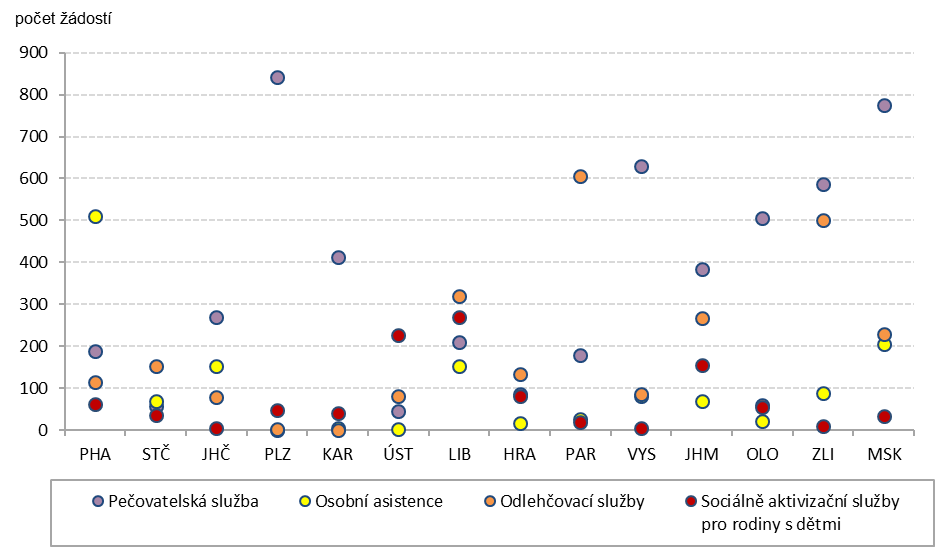 počet žádostí
900
800
700
600
500
400
300
200
100
0
PHA STČ JHČ PLZ KAR ÚST LIB HRA PAR VYS JHM OLO ZLI MSK
Pečovatelská služba Osobní asistence Odlehčovací služby Sociálně aktivizační služby
pro rodiny s dětmi